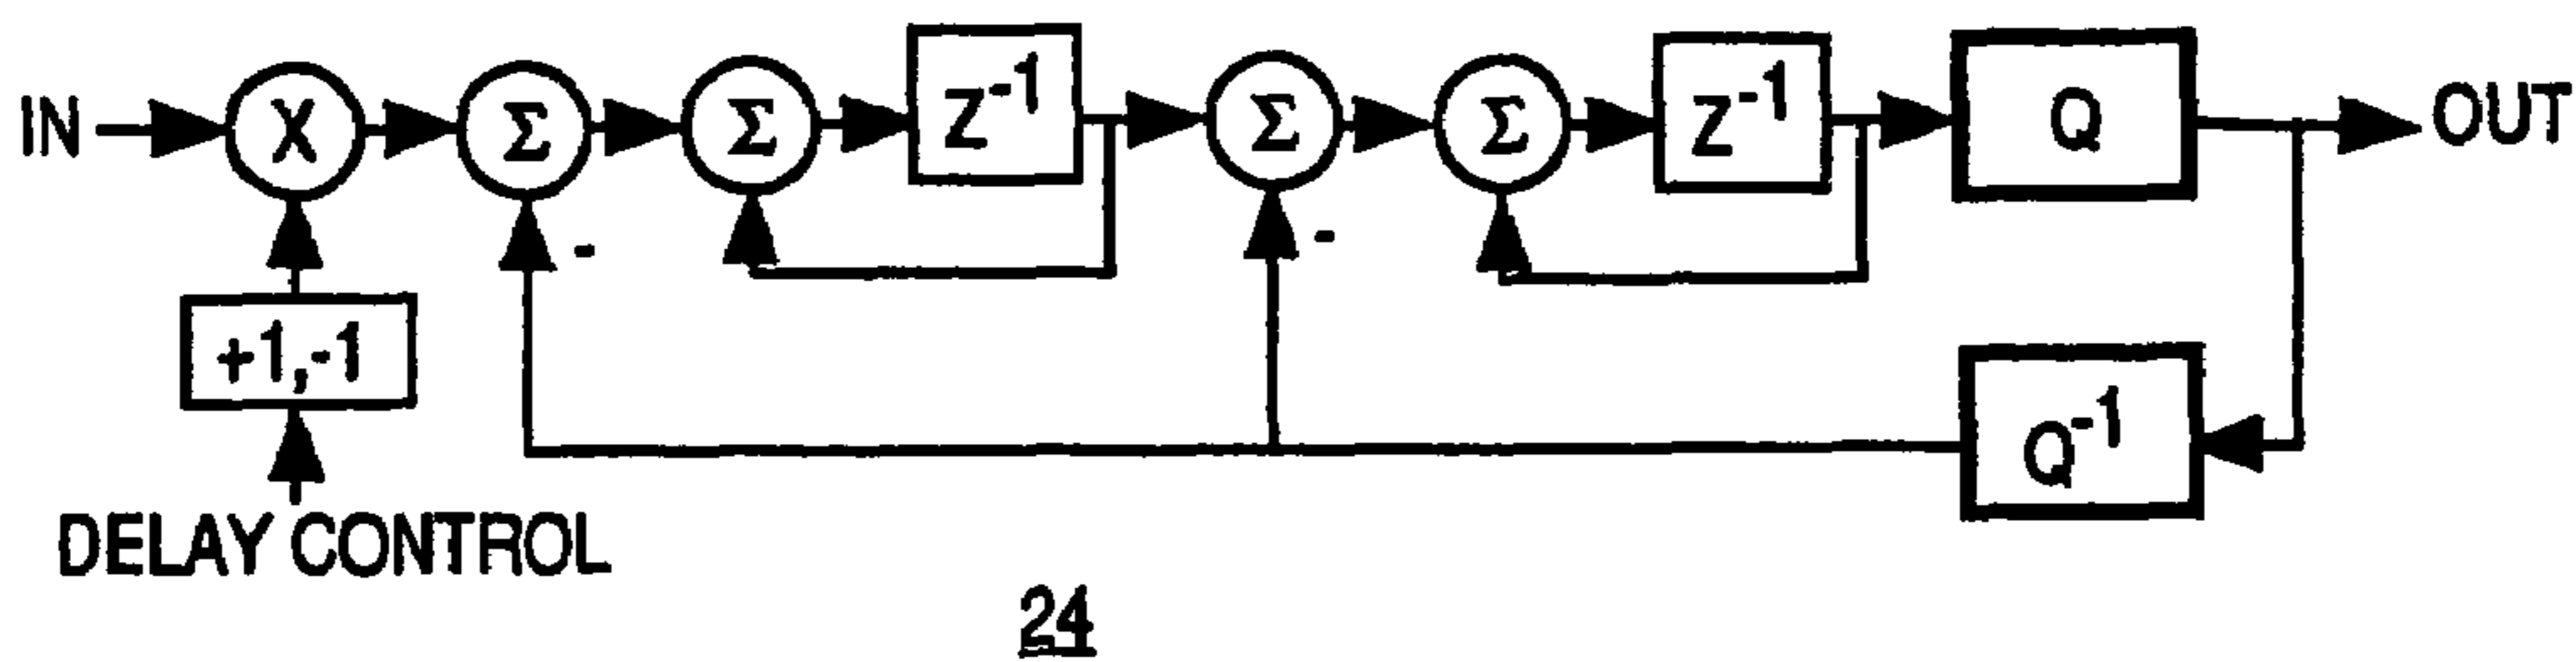 IN X Σ Σ Z⁻¹ Σ Σ Z⁻¹ Q OUT
- -
+1,-1
Q⁻¹
DELAY CONTROL
24